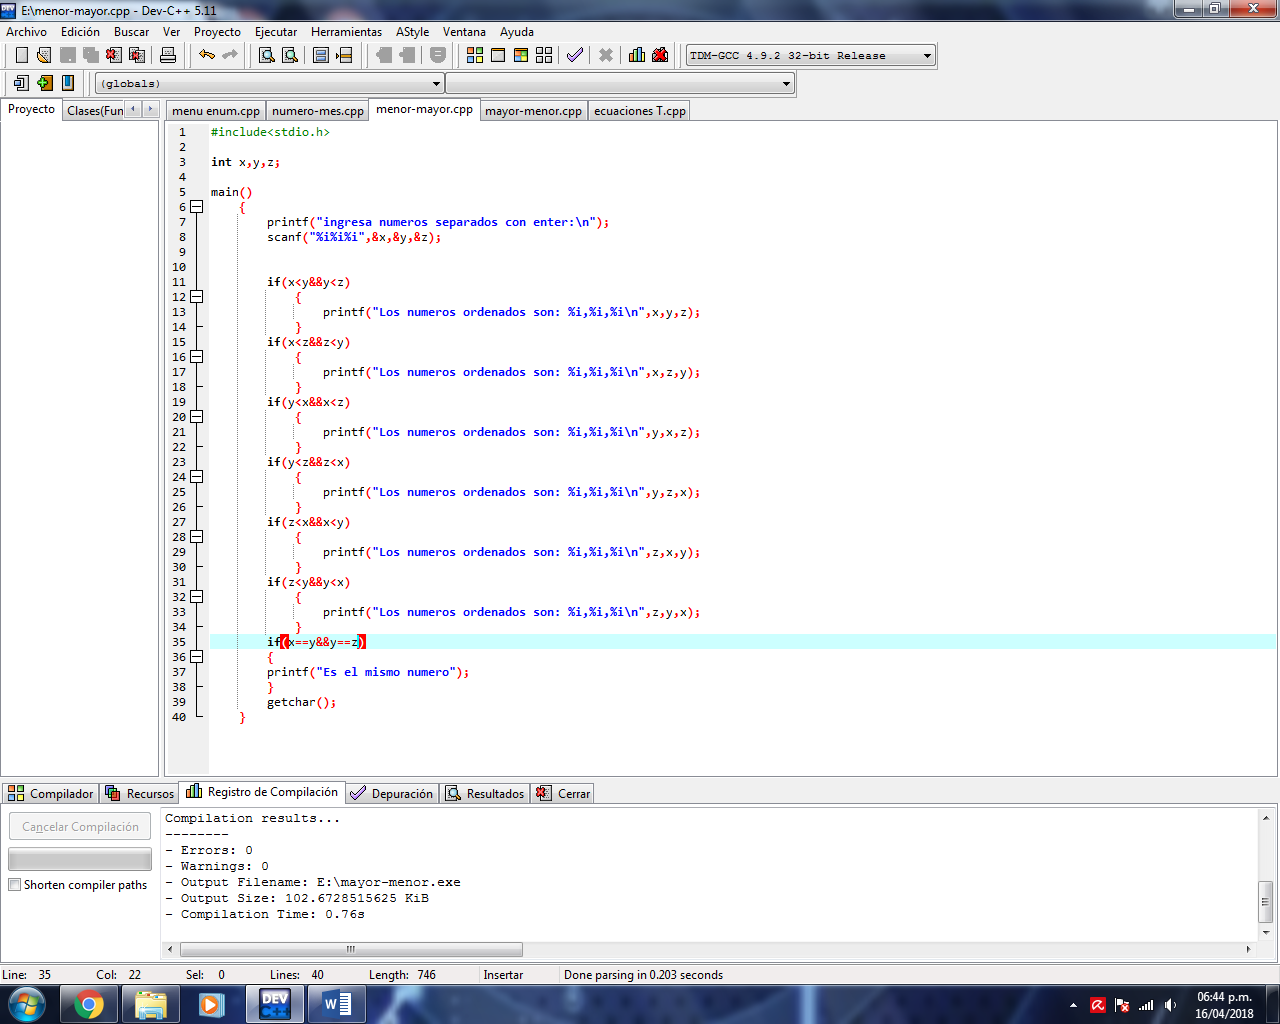 E:\menor-mayor.cpp - Dev-C++ 5.11
Archivo Edición Buscar Ver Proyecto Ejecutar Herramientas AStyle Ventana Ayuda
TDM-GCC 4.9.2 32-bit Release
(globals)
Proyecto Clases(Fun
menu enum.cpp numero-mes.cpp menor-mayor.cpp mayor-menor.cpp ecuaciones T.cpp
1 #include<stdio.h>
2
3 int x,y,z;
4
5 main()
6 {
7 printf("ingresa numeros separados con enter:\n");
8 scanf("%i%i%i",&x,&y,&z);
9
10
11 if(x<y&&y<z)
12 {
13 printf("Los numeros ordenados son: %i,%i,%i\n",x,y,z);
14 }
15 if(x<z&&z<y)
16 {
17 printf("Los numeros ordenados son: %i,%i,%i\n",x,z,y);
18 }
19 if(y<x&&x<z)
20 {
21 printf("Los numeros ordenados son: %i,%i,%i\n",y,x,z);
22 }
23 if(y<z&&z<x)
24 {
25 printf("Los numeros ordenados son: %i,%i,%i\n",y,z,x);
26 }
27 if(z<x&&x<y)
28 {
29 printf("Los numeros ordenados son: %i,%i,%i\n",z,x,y);
30 }
31 if(z<y&&y<x)
32 {
33 printf("Los numeros ordenados son: %i,%i,%i\n",z,y,x);
34 }
35 if(x==y&&y==z)
36 {
37 printf("Es el mismo numero");
38 }
39 getchar();
40 }
Compilador Recursos Registro de Compilación Depuración Resultados Cerrar
Cancelar Compilación
Shorten compiler paths
Compilation results...
--------
- Errors: 0
- Warnings: 0
- Output Filename: E:\mayor-menor.exe
- Output Size: 102.6728515625 KiB
- Compilation Time: 0.76s
Line: 35 Col: 22 Sel: 0 Lines: 40 Length: 746 Insertar Done parsing in 0.203 seconds
DEV C++
W
06:44 p.m.
16/04/2018